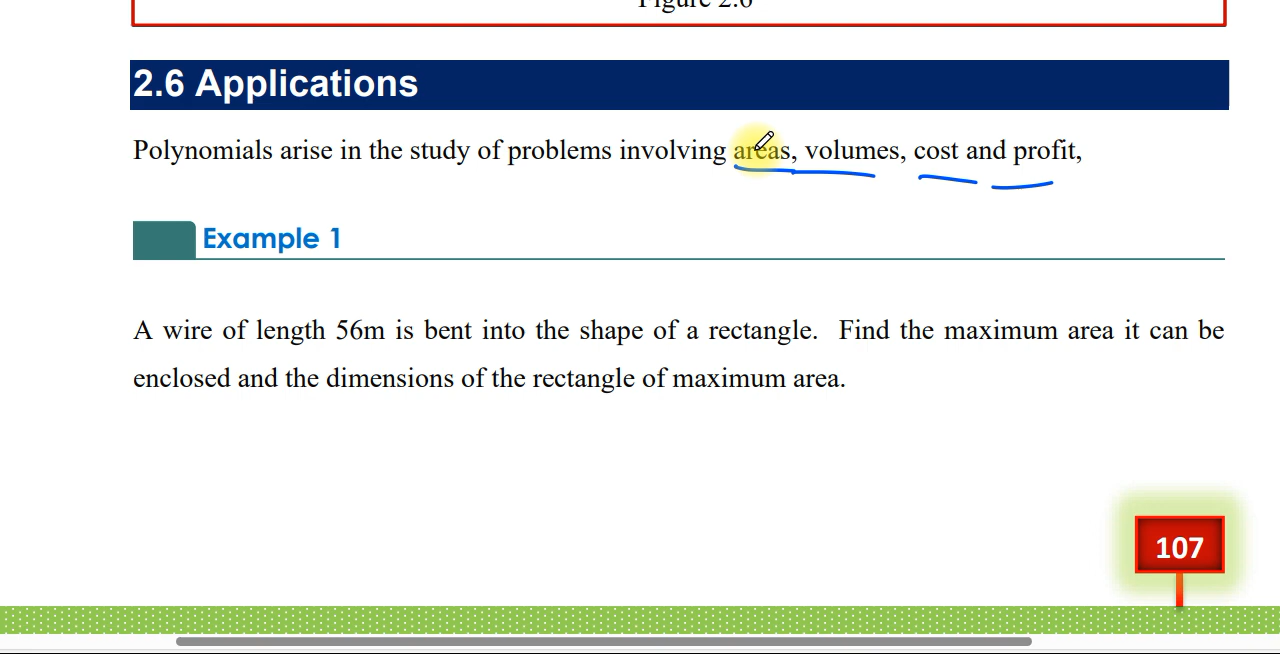 Figure 2.6
2.6 Applications
Polynomials arise in the study of problems involving areas, volumes, cost and profit,
Example 1
A wire of length 56m is bent into the shape of a rectangle. Find the maximum area it can be
enclosed and the dimensions of the rectangle of maximum area.
107